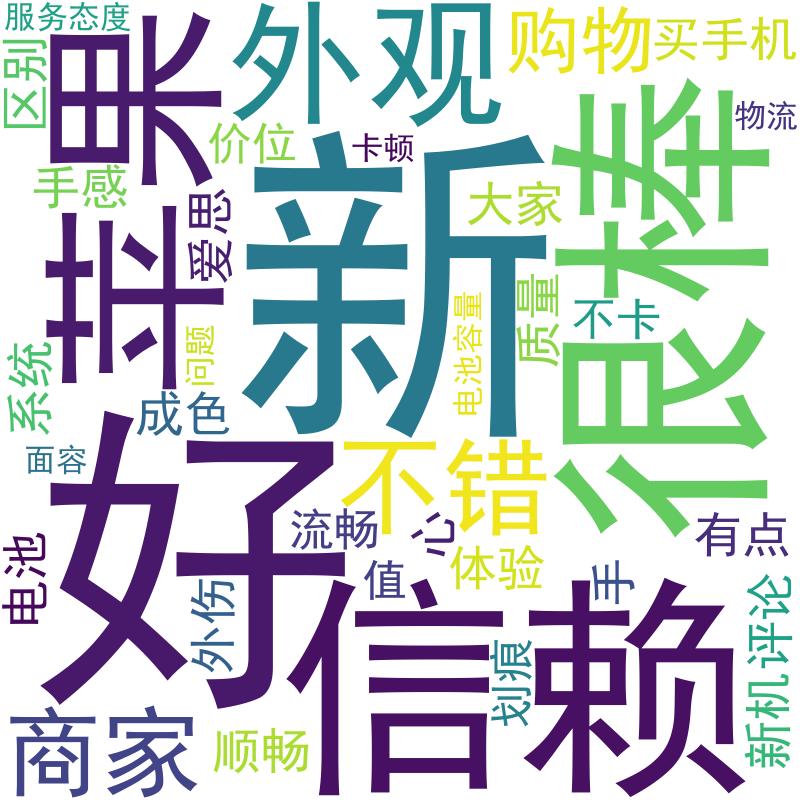 服务态度
苹果
外观
购物
买手机
区别
价位
卡顿
物流
手感
爱思
新
大家
很棒
质量
不卡
电池容量
问题
系统
成色
面容
好
不错
流畅
心
有点
电池
值
体验
手
外伤
信赖
划痕
新机评论
商家
顺畅